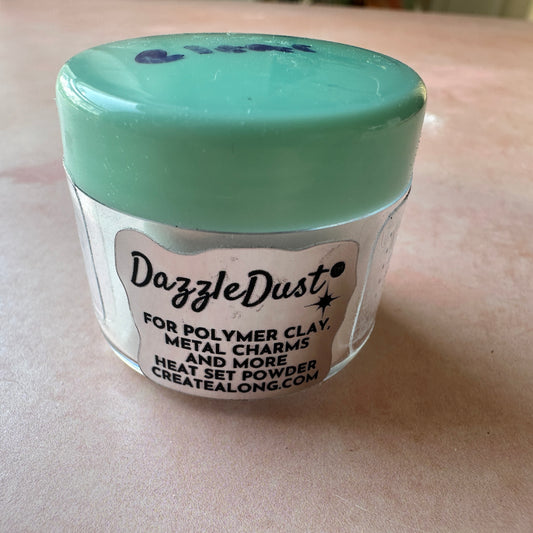 DazzleDust
FOR POLYMER CLAY,
METAL CHARMS
AND MORE
HEAT SET POWDER
CREATEALONG.COM